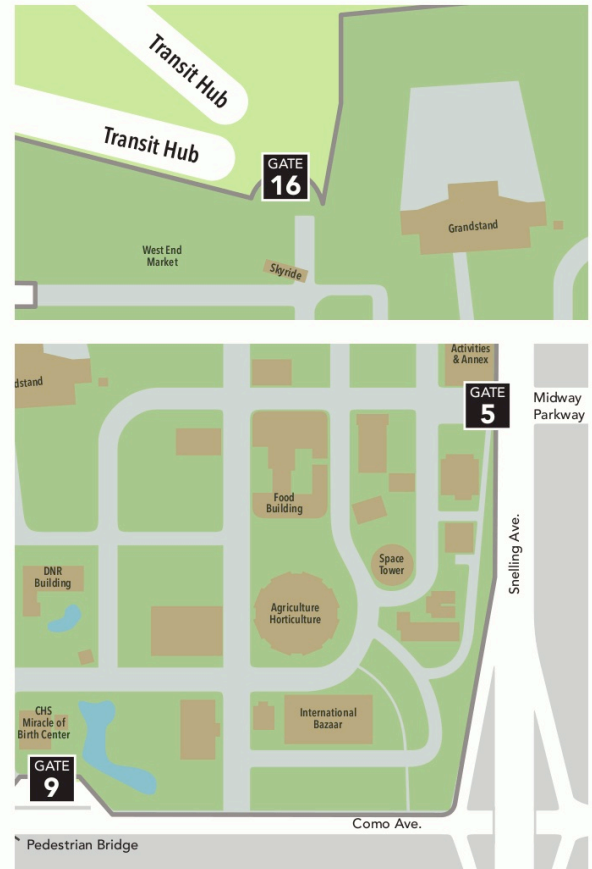 Transit Hub
Transit Hub
GATE
16
Grandstand
West End
Market
Skyride
Activities
& Annex
dstand
GATE
5
Midway
Parkway
Food
Building
Snelling Ave.
Space
Tower
DNR
Building
Agriculture
Horticulture
CHS
Miracle of
Birth Center
International
Bazaar
GATE
9
Como Ave.
Pedestrian Bridge